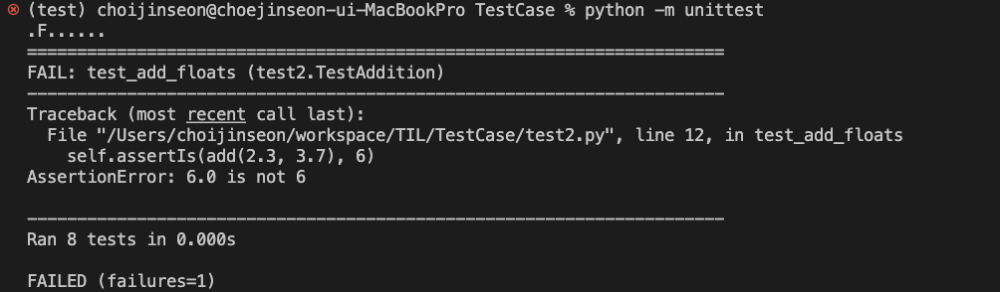 (test) choijinseon@choejinseon-ui-MacBookPro TestCase % python -m unittest
.F......
======================================================================
FAIL: test_add_floats (test2.TestAddition)
----------------------------------------------------------------------
Traceback (most recent call last):
  File "/Users/choijinseon/workspace/TIL/TestCase/test2.py", line 12, in test_add_floats
    self.assertIs(add(2.3, 3.7), 6)
AssertionError: 6.0 is not 6
----------------------------------------------------------------------
Ran 8 tests in 0.000s
FAILED (failures=1)